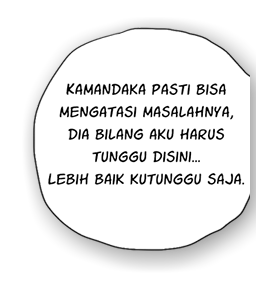 KAMANDAKA PASTI BISA
MENGATASI MASALAHNYA,
DIA BILANG AKU HARUS
TUNGGU DISINI...
LEBIH BAIK KUTUNGGU SAJA.